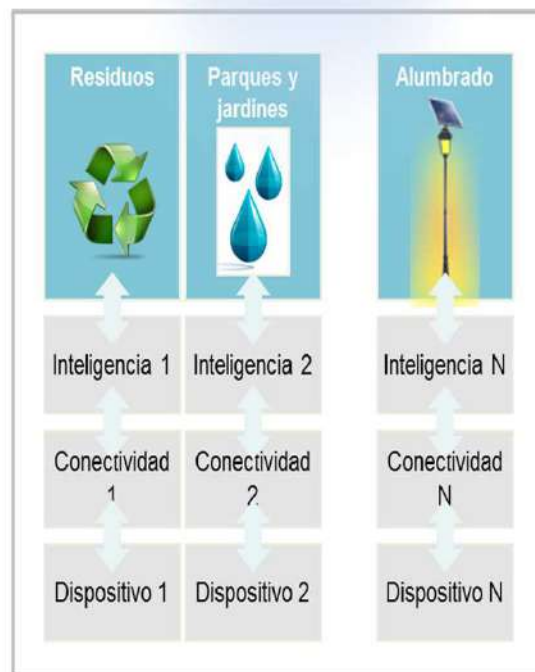 Residuos
Parques y
jardines
Alumbrado
Inteligencia 1
Inteligencia 2
Inteligencia N
Conectividad
1
Conectividad
2
Conectividad
N
Dispositivo 1
Dispositivo 2
Dispositivo N